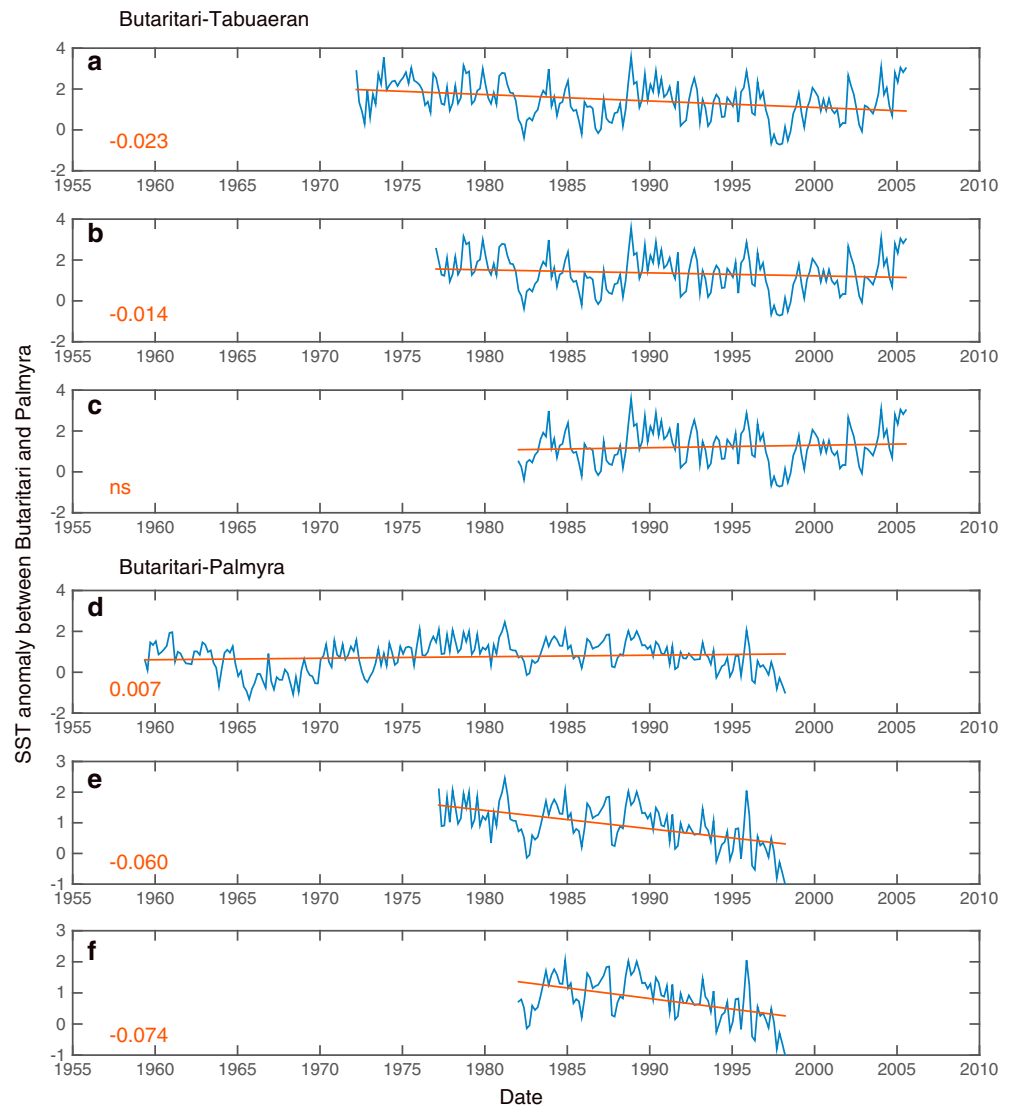 Butaritari-Tabuaeran
a
4
2
0
-2
-0.023
1955 1960 1965 1970 1975 1980 1985 1990 1995 2000 2005 2010
b
4
2
0
-2
-0.014
1955 1960 1965 1970 1975 1980 1985 1990 1995 2000 2005 2010
c
4
2
0
-2
ns
1955 1960 1965 1970 1975 1980 1985 1990 1995 2000 2005 2010
SST anomaly between Butaritari and Palmyra
Butaritari-Palmyra
d
4
2
0
-2
0.007
1955 1960 1965 1970 1975 1980 1985 1990 1995 2000 2005 2010
e
3
2
1
0
-1
-0.060
1955 1960 1965 1970 1975 1980 1985 1990 1995 2000 2005 2010
f
3
2
1
0
-1
-0.074
1955 1960 1965 1970 1975 1980 1985 1990 1995 2000 2005 2010
Date